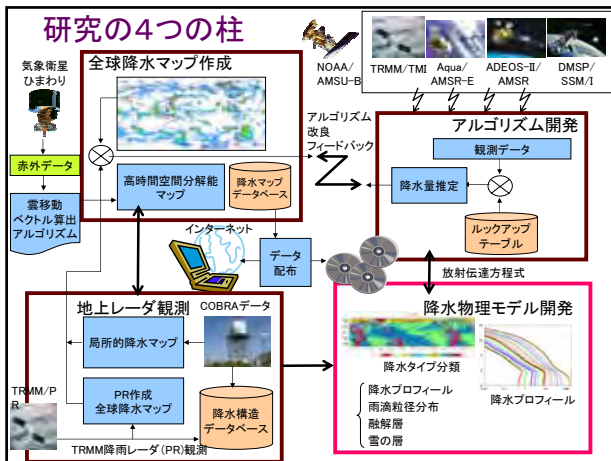 研究の4つの柱
気象衛星
ひまわり
全球降水マップ作成
NOAA/
AMSU-B
TRMM/TMI
Aqua/
AMSR-E
ADEOS-II/
AMSR
DMSP/
SSM/I
赤外データ
雲移動
ベクトル算出
アルゴリズム
高時間空間分解能
マップ
降水マップ
データベース
アルゴリズム
改良
フィードバック
アルゴリズム開発
観測データ
降水量推定
ルックアップ
テーブル
インターネット
データ
配布
放射伝達方程式
地上レーダ観測
COBRAデータ
局所的降水マップ
TRMM/P
R
PR作成
全球降水マップ
降水構造
データベース
TRMM降雨レーダ(PR)観測
降水物理モデル開発
降水タイプ分類
降水プロフィール
降水プロフィール
雨滴粒径分布
融解層
雪の層